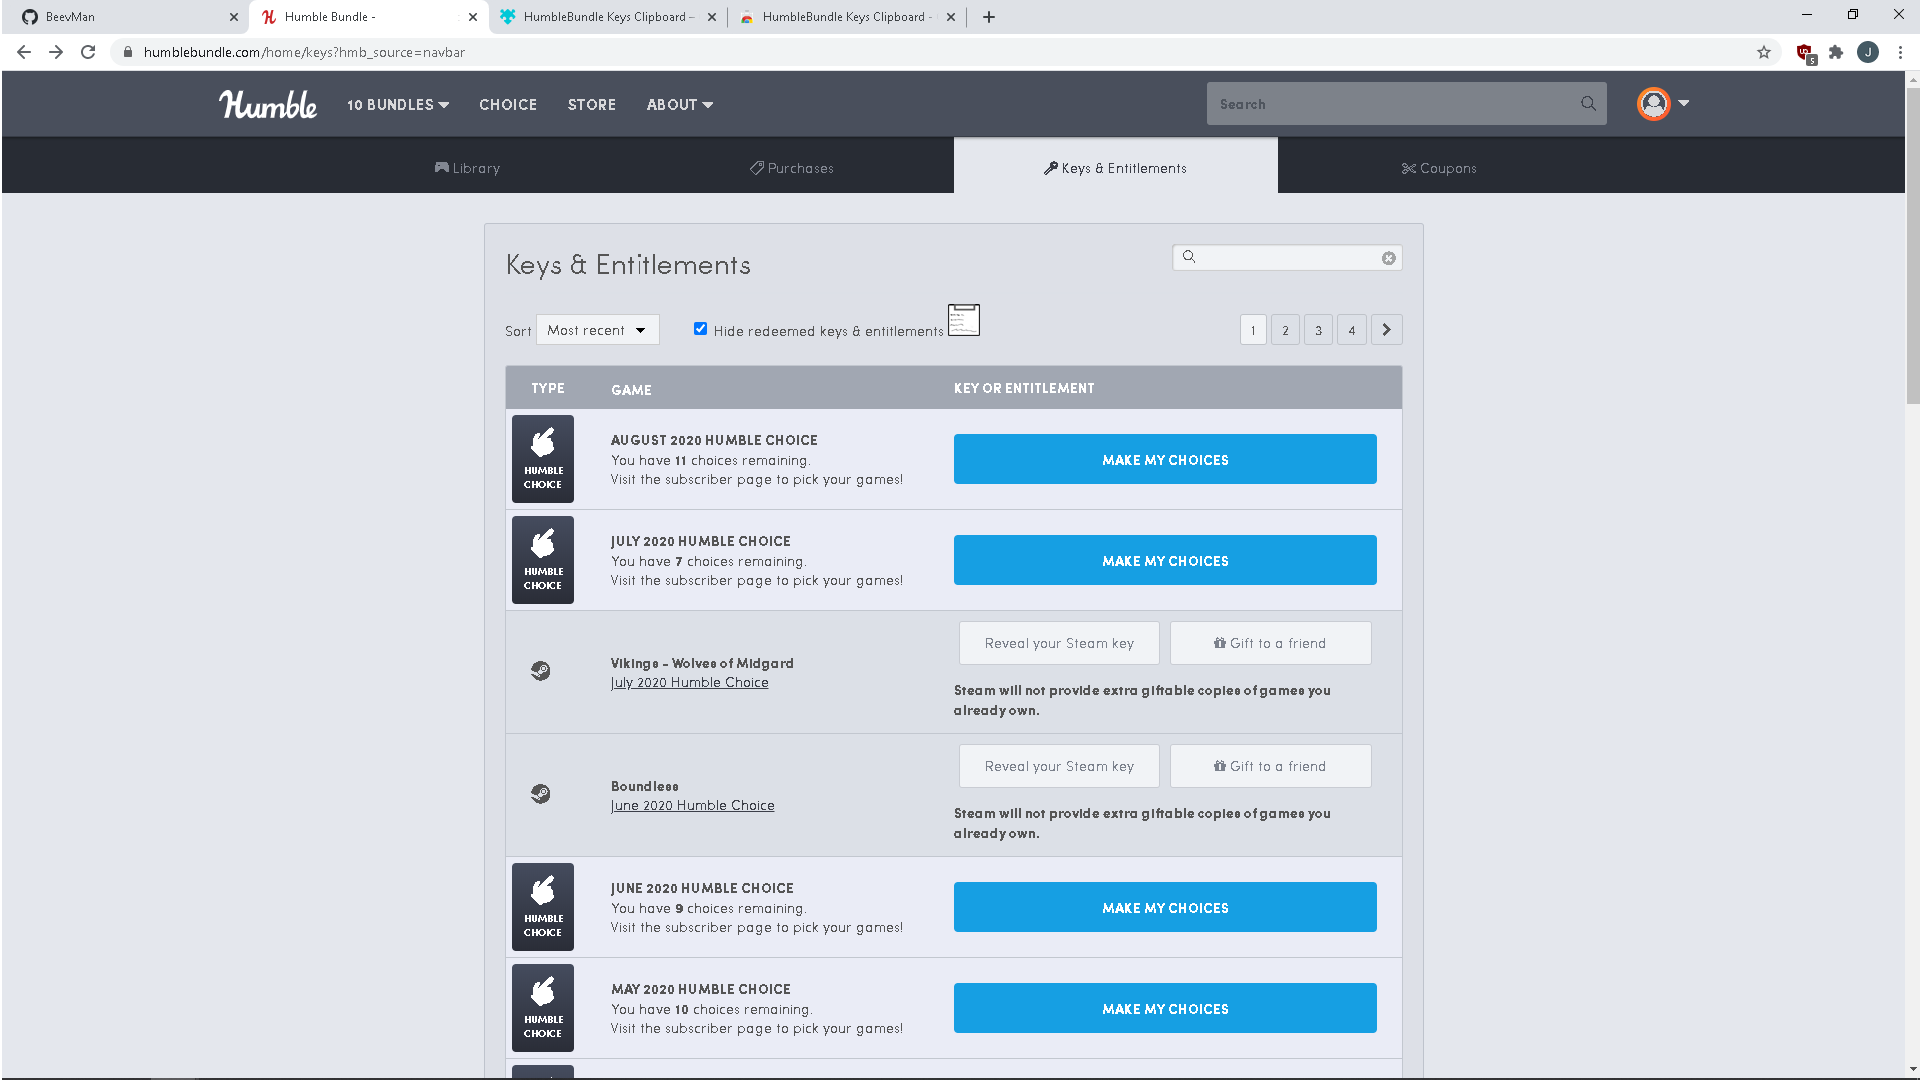 BeevMan
Humble Bundle -
HumbleBundle Keys Clipboard –
HumbleBundle Keys Clipboard -
humblebundle.com/home/keys?hmb_source=navbar
5
J
Humble
10 BUNDLES
CHOICE
STORE
ABOUT
Search
Library
Purchases
Keys & Entitlements
Coupons
Keys & Entitlements
Sort
Most recent
Hide redeemed keys & entitlements
1
2
3
4
TYPE
GAME
KEY OR ENTITLEMENT
HUMBLE
CHOICE
AUGUST 2020 HUMBLE CHOICE
You have 11 choices remaining.
Visit the subscriber page to pick your games!
MAKE MY CHOICES
HUMBLE
CHOICE
JULY 2020 HUMBLE CHOICE
You have 7 choices remaining.
Visit the subscriber page to pick your games!
MAKE MY CHOICES
Vikings - Wolves of Midgard
July 2020 Humble Choice
Reveal your Steam key
Gift to a friend
Steam will not provide extra giftable copies of games you
already own.
Boundless
June 2020 Humble Choice
Reveal your Steam key
Gift to a friend
Steam will not provide extra giftable copies of games you
already own.
HUMBLE
CHOICE
JUNE 2020 HUMBLE CHOICE
You have 9 choices remaining.
Visit the subscriber page to pick your games!
MAKE MY CHOICES
HUMBLE
CHOICE
MAY 2020 HUMBLE CHOICE
You have 10 choices remaining.
Visit the subscriber page to pick your games!
MAKE MY CHOICES